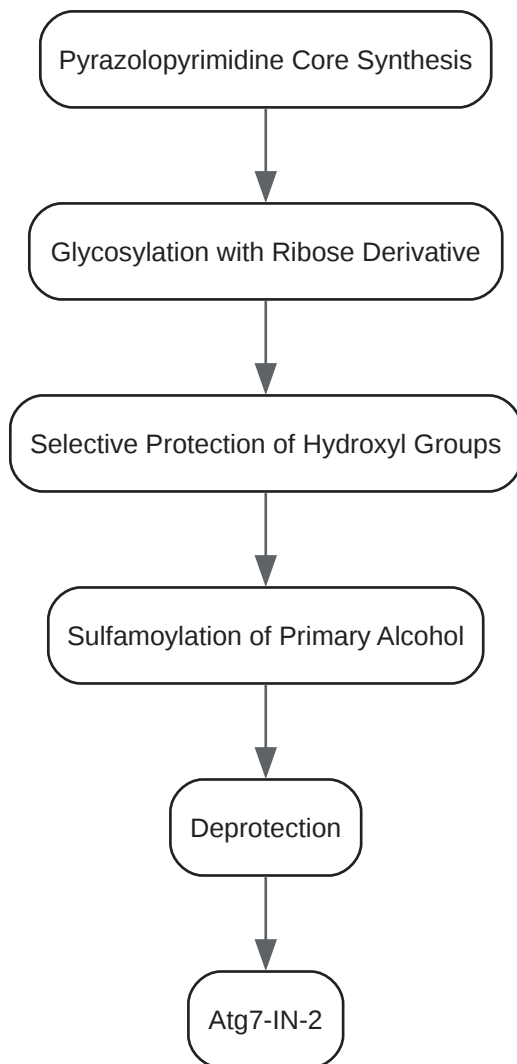 Pyrazolopyrimidine Core Synthesis
Glycosylation with Ribose Derivative
Selective Protection of Hydroxyl Groups
Sulfamoylation of Primary Alcohol
Deprotection
Atg7-IN-2